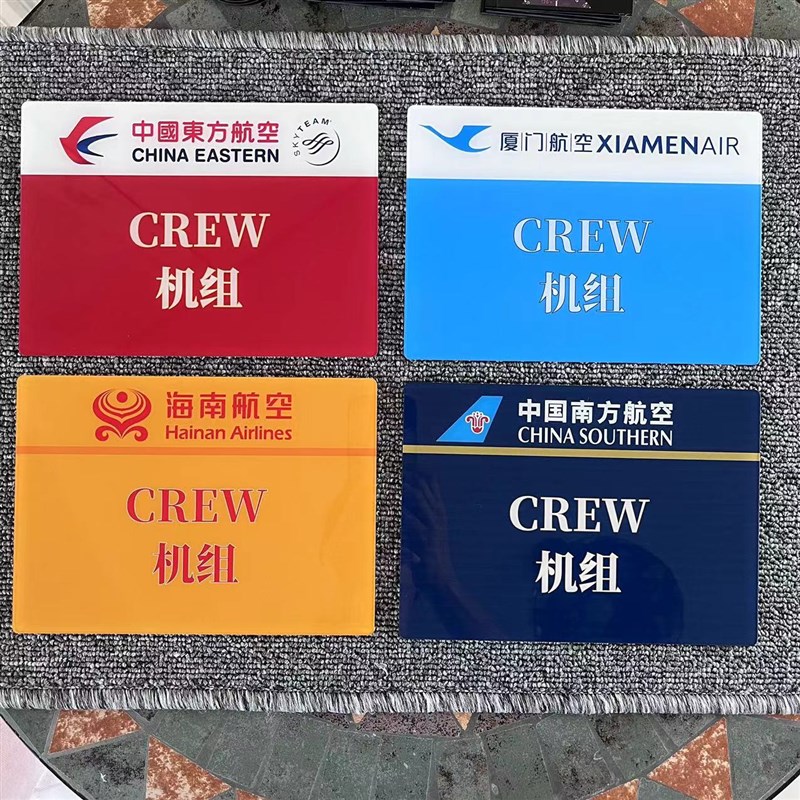 中國東方航空
CHINA EASTERN
SKYTEAM
CREW
机组
厦门航空 XIAMENAIR
CREW
机组
海南航空
Hainan Airlines
CREW
机组
中国南方航空
CHINA SOUTHERN
CREW
机组